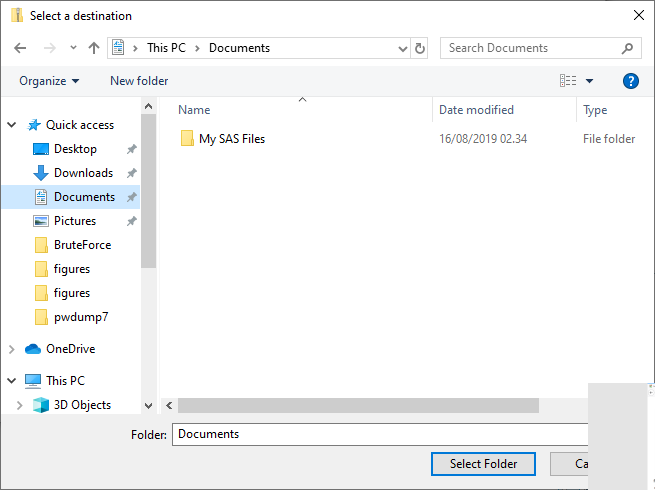 Select a destination
This PC > Documents
Search Documents
Organize
New folder
Name
Date modified
Type
Quick access
My SAS Files
16/08/2019 02.34
File folder
Desktop
Downloads
Documents
Pictures
BruteForce
figures
figures
pwdump7
OneDrive
This PC
3D Objects
Folder: Documents
Select Folder
Ca